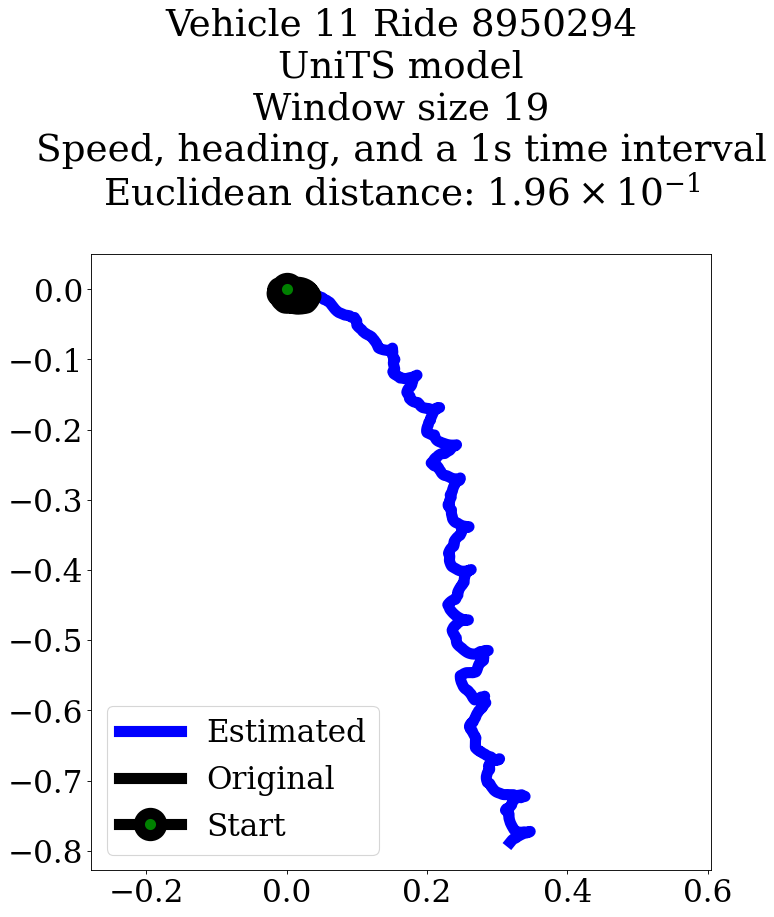 Vehicle 11 Ride 8950294
UniTS model
Window size 19
Speed, heading, and a 1s time interval
Euclidean distance: 1.96 × 10⁻¹
0.0
−0.1
−0.2
−0.3
−0.4
−0.5
−0.6
−0.7
−0.8
Estimated
Original
Start
−0.2 0.0 0.2 0.4 0.6